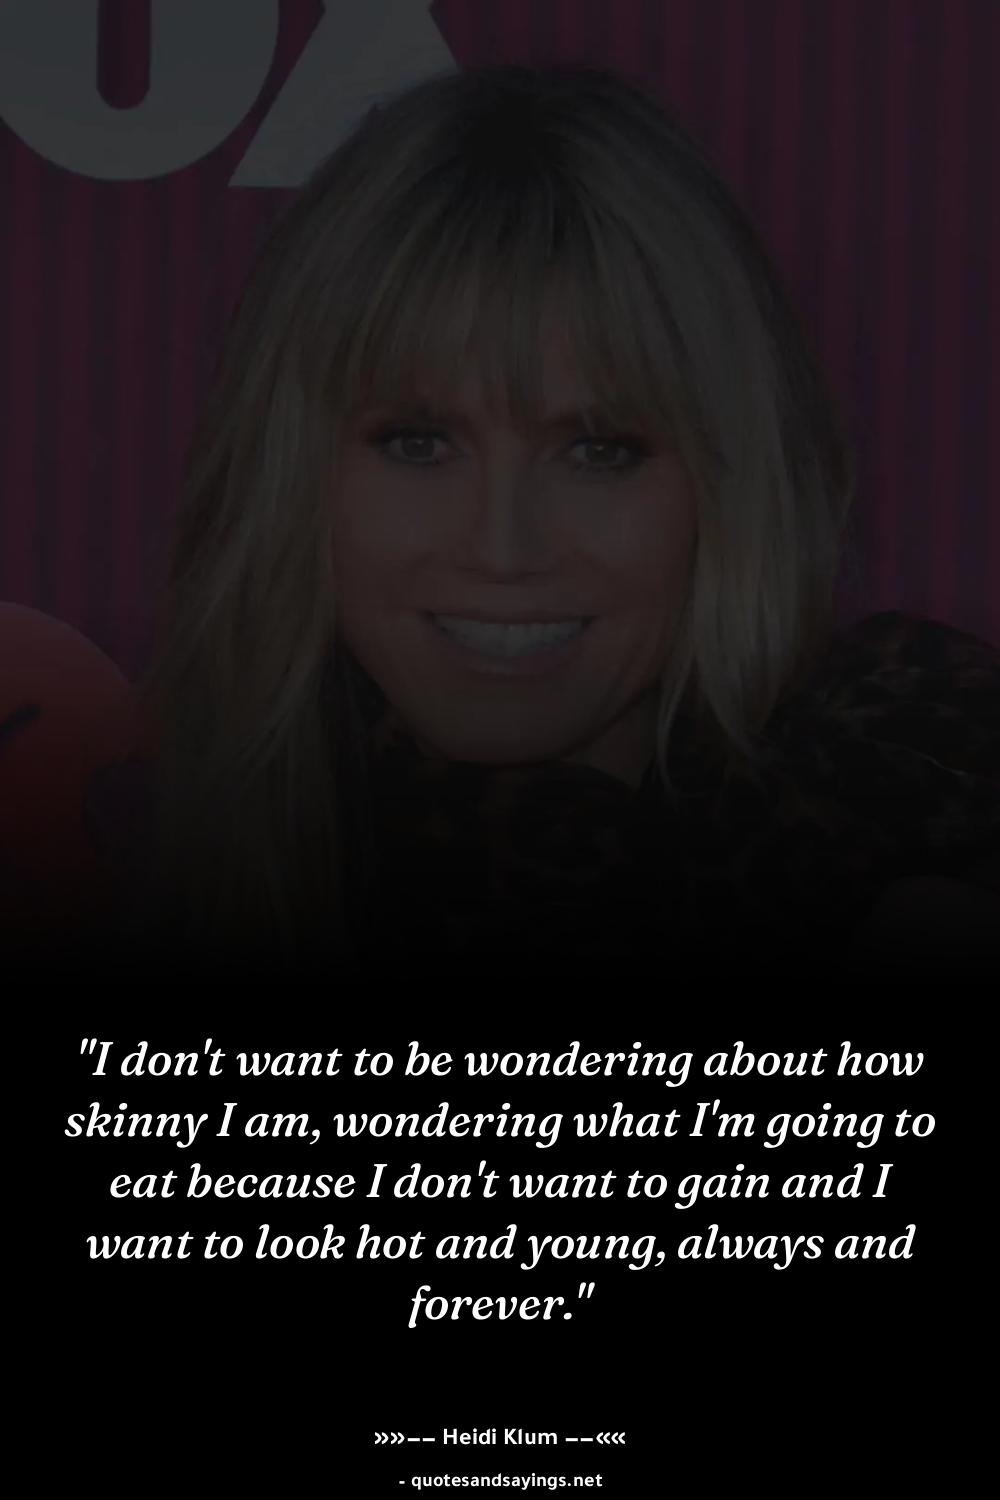 OX
"I don't want to be wondering about how
skinny I am, wondering what I'm going to
eat because I don't want to gain and I
want to look hot and young, always and
forever."
»»−− Heidi Klum −−««
- quotesandsayings.net